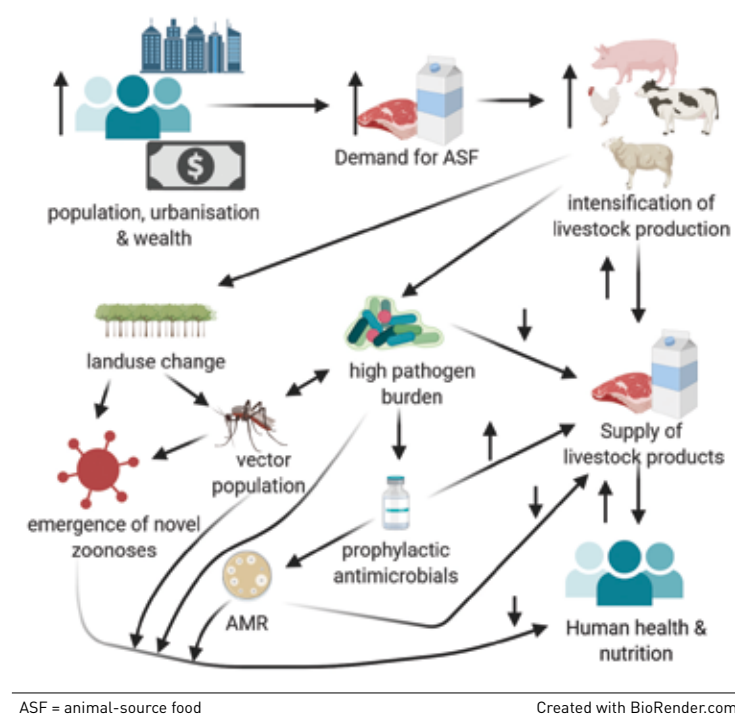 $
Demand for ASF
population, urbanisation
& wealth
intensification of
livestock production
landuse change
high pathogen
burden
vector
population
Supply of
livestock products
emergence of novel
zoonoses
prophylactic
antimicrobials
AMR
Human health &
nutrition
ASF = animal-source food
Created with BioRender.com